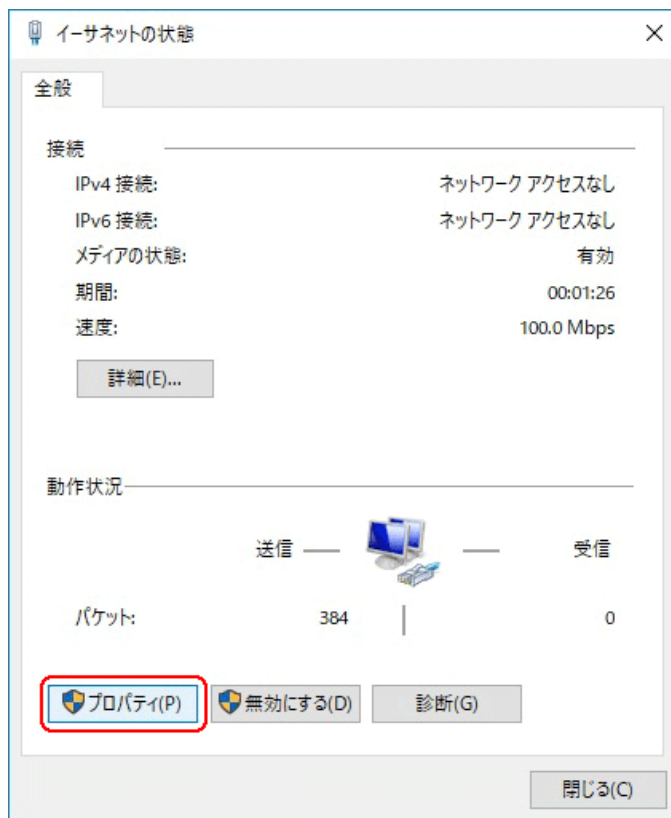 イーサネットの状態
全般
接続
IPv4 接続: ネットワーク アクセスなし
IPv6 接続: ネットワーク アクセスなし
メディアの状態: 有効
期間: 00:01:26
速度: 100.0 Mbps
詳細(E)...
動作状況
送信 受信
パケット: 384 0
プロパティ(P) 無効にする(D) 診断(G)
閉じる(C)